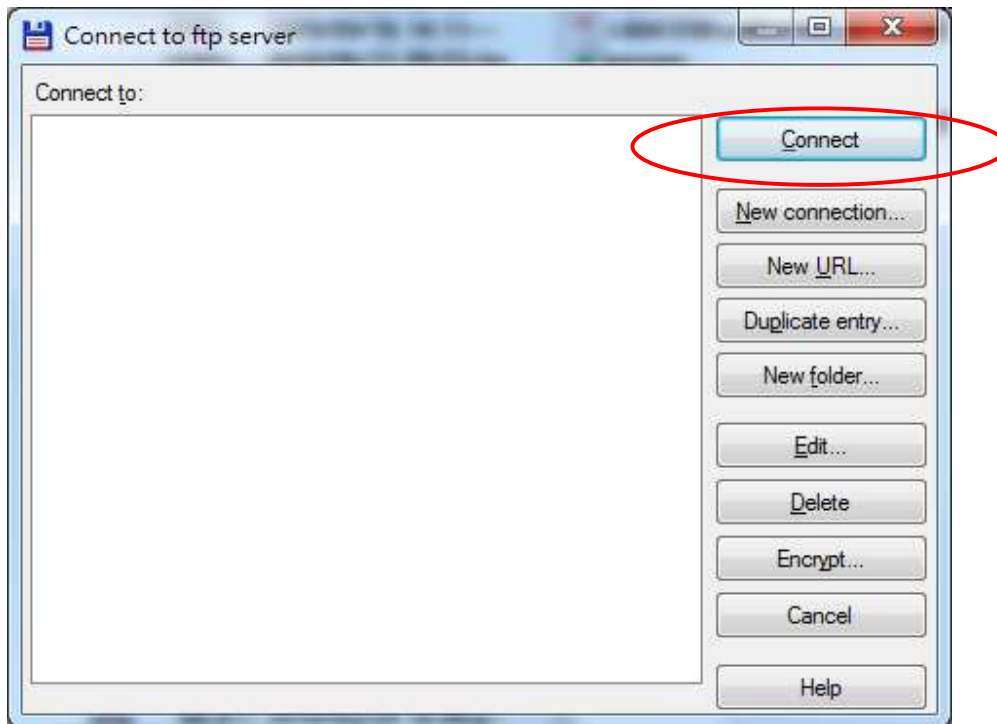 Connect to ftp server
Connect to:
Connect
New connection...
New URL...
Duplicate entry...
New folder...
Edit...
Delete
Encrypt...
Cancel
Help